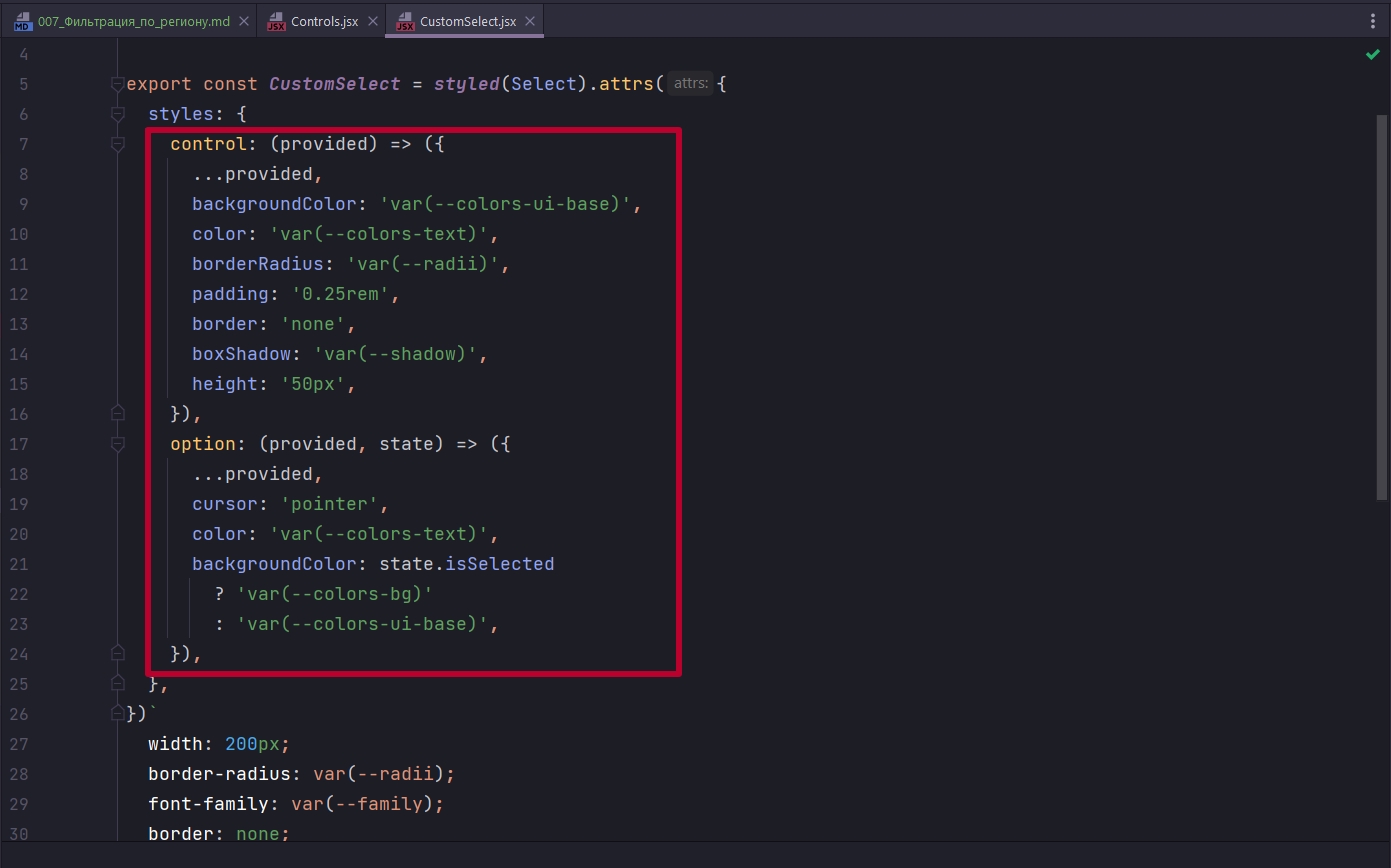 MD 007_Фильтрация_по_региону.md JSX Controls.jsx JSX CustomSelect.jsx
4
5 export const CustomSelect = styled(Select).attrs( attrs: {
6 styles: {
7 control: (provided) => ({
8 ...provided,
9 backgroundColor: 'var(--colors-ui-base)',
10 color: 'var(--colors-text)',
11 borderRadius: 'var(--radii)',
12 padding: '0.25rem',
13 border: 'none',
14 boxShadow: 'var(--shadow)',
15 height: '50px',
16 }),
17 option: (provided, state) => ({
18 ...provided,
19 cursor: 'pointer',
20 color: 'var(--colors-text)',
21 backgroundColor: state.isSelected
22 ? 'var(--colors-bg)'
23 : 'var(--colors-ui-base)',
24 }),
25 },
26 })`
27 width: 200px;
28 border-radius: var(--radii);
29 font-family: var(--family);
30 border: none;